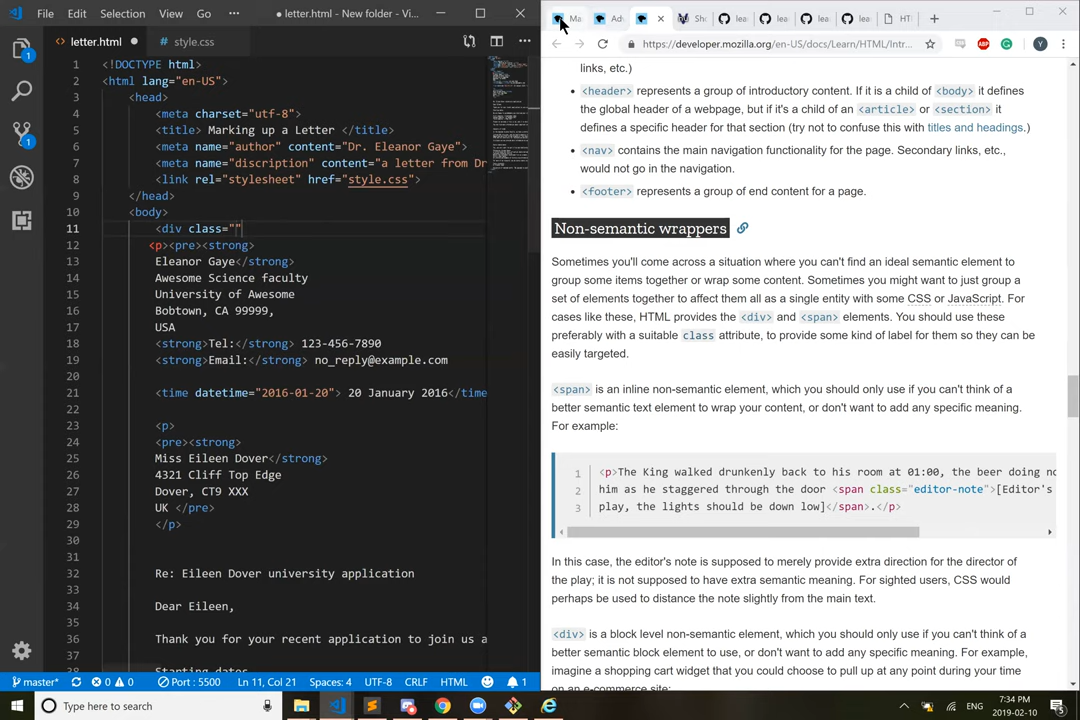 File Edit Selection View Go ··· ● letter.html - New folder - Vi...
letter.html ● style.css
1 <!DOCTYPE html>
2 <html lang="en-US">
3 <head>
4 <meta charset="utf-8">
5 <title> Marking up a Letter </title>
6 <meta name="author" content="Dr. Eleanor Gaye">
7 <meta name="discription" content="a letter from Dr
8 <link rel="stylesheet" href="style.css">
9 </head>
10 <body>
11 <div class=""
12 <p><pre><strong>
13 Eleanor Gaye</strong>
14 Awesome Science faculty
15 University of Awesome
16 Bobtown, CA 99999,
17 USA
18 <strong>Tel:</strong> 123-456-7890
19 <strong>Email:</strong> no_reply@example.com
20
21 <time datetime="2016-01-20"> 20 January 2016</time
22
23 <p>
24 <pre><strong>
25 Miss Eileen Dover</strong>
26 4321 Cliff Top Edge
27 Dover, CT9 XXX
28 UK </pre>
29 </p>
30
31
32 Re: Eileen Dover university application
33
34 Dear Eileen,
35
36 Thank you for your recent application to join us a
37
38 Starting dates
master* 0 0 Port : 5500 Ln 11, Col 21 Spaces: 4 UTF-8 CRLF HTML 1
Ma Adv Sh lea lea lea lea HT
https://developer.mozilla.org/en-US/docs/Learn/HTML/Intr... ABP Y
links, etc.)
<header> represents a group of introductory content. If it is a child of <body> it defines
the global header of a webpage, but if it's a child of an <article> or <section> it
defines a specific header for that section (try not to confuse this with titles and headings.)
<nav> contains the main navigation functionality for the page. Secondary links, etc.,
would not go in the navigation.
<footer> represents a group of end content for a page.
Non-semantic wrappers
Sometimes you'll come across a situation where you can't find an ideal semantic element to
group some items together or wrap some content. Sometimes you might want to just group a
set of elements together to affect them all as a single entity with some CSS or JavaScript. For
cases like these, HTML provides the <div> and <span> elements. You should use these
preferably with a suitable class attribute, to provide some kind of label for them so they can be
easily targeted.
<span> is an inline non-semantic element, which you should only use if you can't think of a
better semantic text element to wrap your content, or don't want to add any specific meaning.
For example:
1 <p>The King walked drunkenly back to his room at 01:00, the beer doing no
2 him as he staggered through the door <span class="editor-note">[Editor's
3 play, the lights should be down low]</span>.</p>
In this case, the editor's note is supposed to merely provide extra direction for the director of
the play; it is not supposed to have extra semantic meaning. For sighted users, CSS would
perhaps be used to distance the note slightly from the main text.
<div> is a block level non-semantic element, which you should only use if you can't think of a
better semantic block element to use, or don't want to add any specific meaning. For example,
imagine a shopping cart widget that you could choose to pull up at any point during your time
on an e-commerce site:
Type here to search
ENG 7:34 PM
2019-02-10
5